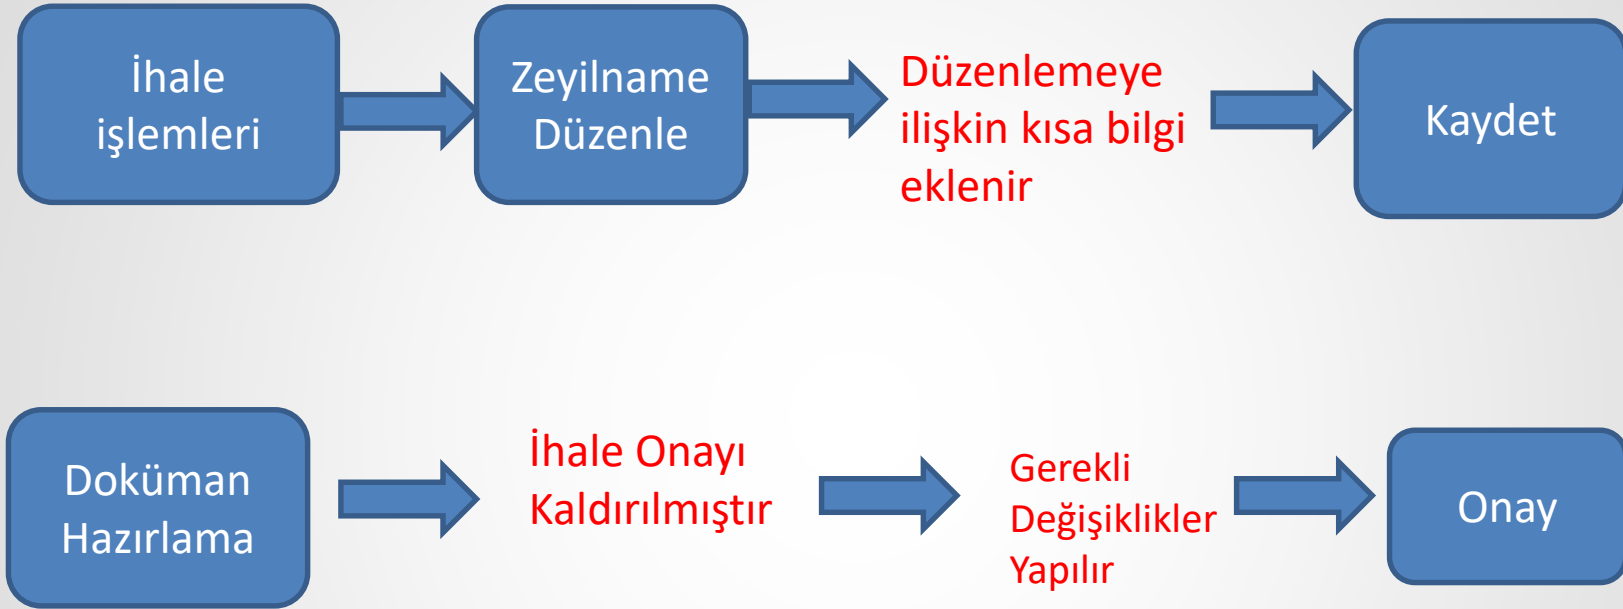 İhale
işlemleri
Zeyilname
Düzenle
Düzenlemeye
ilişkin kısa bilgi
eklenir
Kaydet
Doküman
Hazırlama
İhale Onayı
Kaldırılmıştır
Gerekli
Değişiklikler
Yapılır
Onay